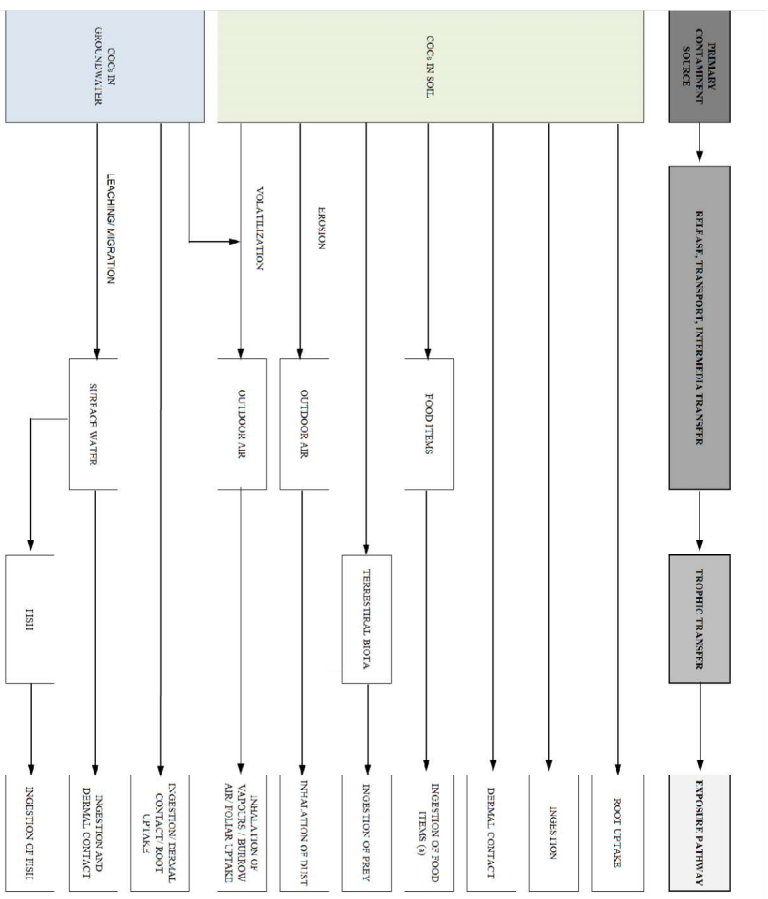 PRIMARY
CONTAMINENT
SOURCE
RELEASE, TRANSPORT, INTERMEDIA TRANSFER
TROPHIC TRANSFER
EXPOSURE PATHWAY
COCs IN SOIL
ROOT UPTAKE
INGESTION
DERMAL CONTACT
FOOD ITEMS
INGESTION OF FOOD
ITEMS (a)
TERRESTIRAL BIOTA
INGESTION OF PREY
EROSION
OUTDOOR AIR
INHALATION OF DUST
VOLATILIZATION
OUTDOOR AIR
INHALATION OF
VAPOURS / BURROW
AIR/ FOLIAR UPTAKE
COCs IN
GROUNDWATER
INGESTION/ DERMAL
CONTACT/ ROOT
UPTAKE
LEACHING/ MIGRATION
SURFACE WATER
INGESTION AND
DERMAL CONTACT
FISH
INGESTION OF FISH